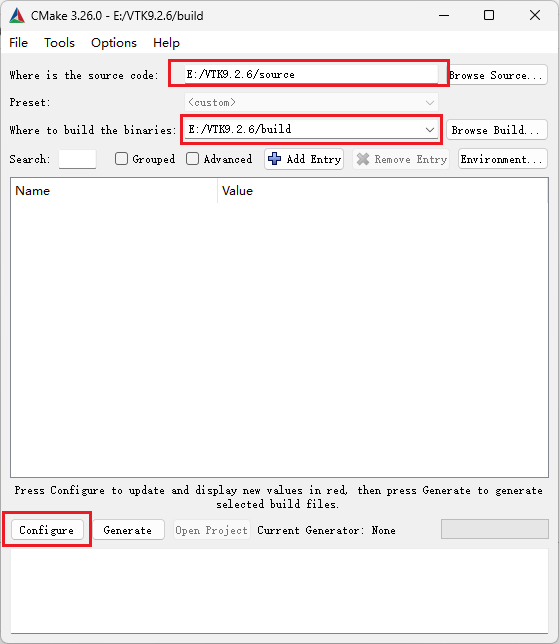 CMake 3.26.0 - E:/VTK9.2.6/build
File Tools Options Help
Where is the source code: E:/VTK9.2.6/source Browse Source...
Preset: <custom>
Where to build the binaries: E:/VTK9.2.6/build Browse Build...
Search: Grouped Advanced Add Entry Remove Entry Environment...
Name Value
Press Configure to update and display new values in red, then press Generate to generate
selected build files.
Configure Generate Open Project Current Generator: None